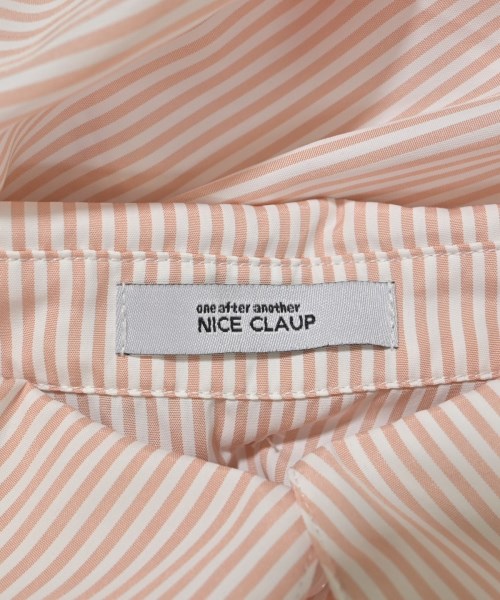 one after another
NICE CLAUP